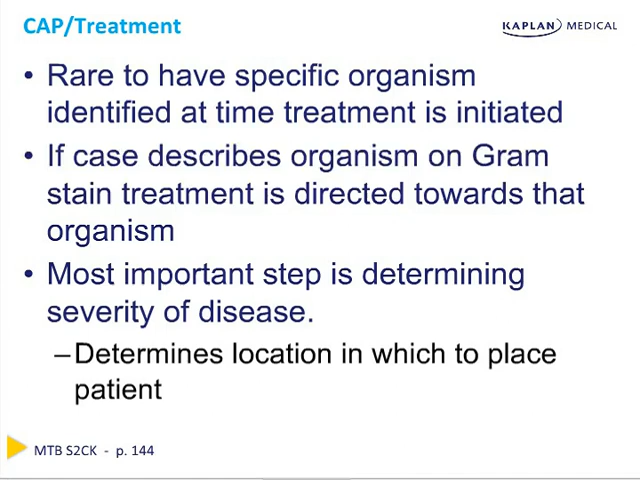 CAP/Treatment
KAPLAN MEDICAL
• Rare to have specific organism
identified at time treatment is initiated
• If case describes organism on Gram
stain treatment is directed towards that
organism
• Most important step is determining
severity of disease.
–Determines location in which to place
patient
MTB S2CK - p. 144